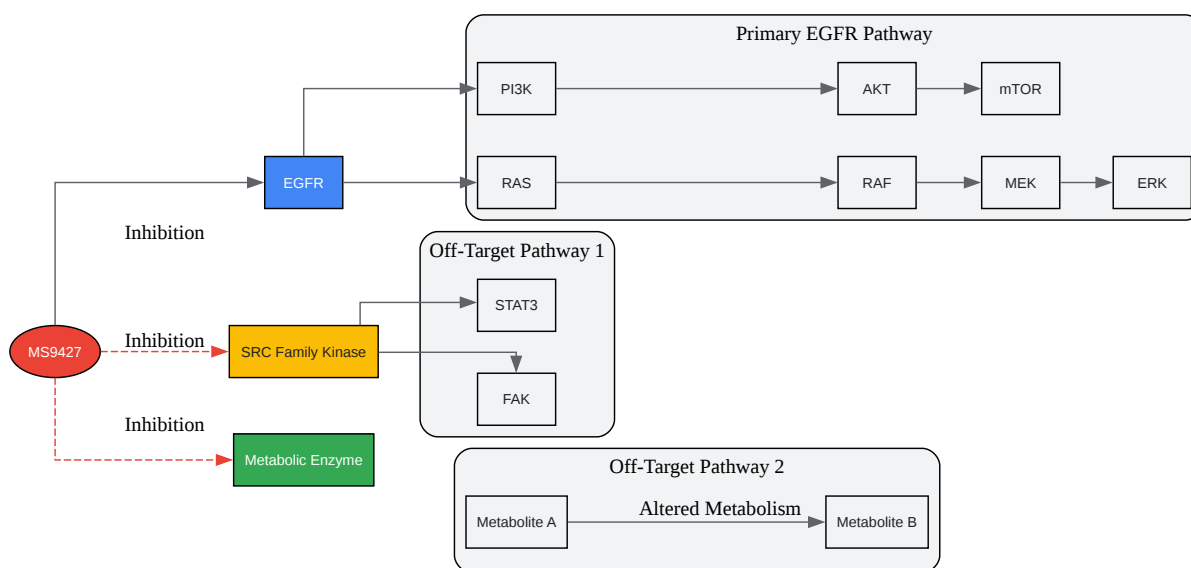 Primary EGFR Pathway
PI3K
AKT
mTOR
EGFR
RAS
RAF
MEK
ERK
Inhibition
Off-Target Pathway 1
STAT3
MS9427
Inhibition
SRC Family Kinase
FAK
Inhibition
Metabolic Enzyme
Off-Target Pathway 2
Metabolite A
Altered Metabolism
Metabolite B